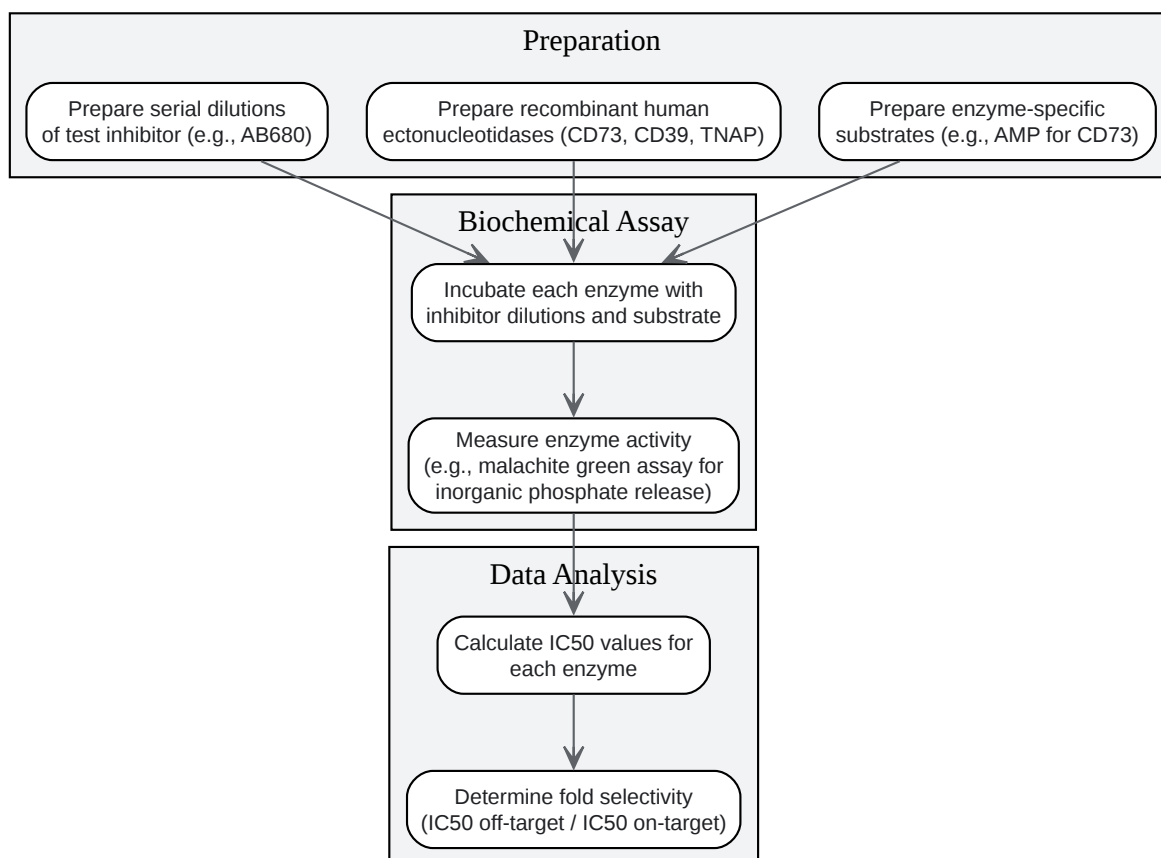 Preparation
Prepare serial dilutions
of test inhibitor (e.g., AB680)
Prepare recombinant human
ectonucleotidases (CD73, CD39, TNAP)
Prepare enzyme-specific
substrates (e.g., AMP for CD73)
Biochemical Assay
Incubate each enzyme with
inhibitor dilutions and substrate
Measure enzyme activity
(e.g., malachite green assay for
inorganic phosphate release)
Data Analysis
Calculate IC50 values for
each enzyme
Determine fold selectivity
(IC50 off-target / IC50 on-target)